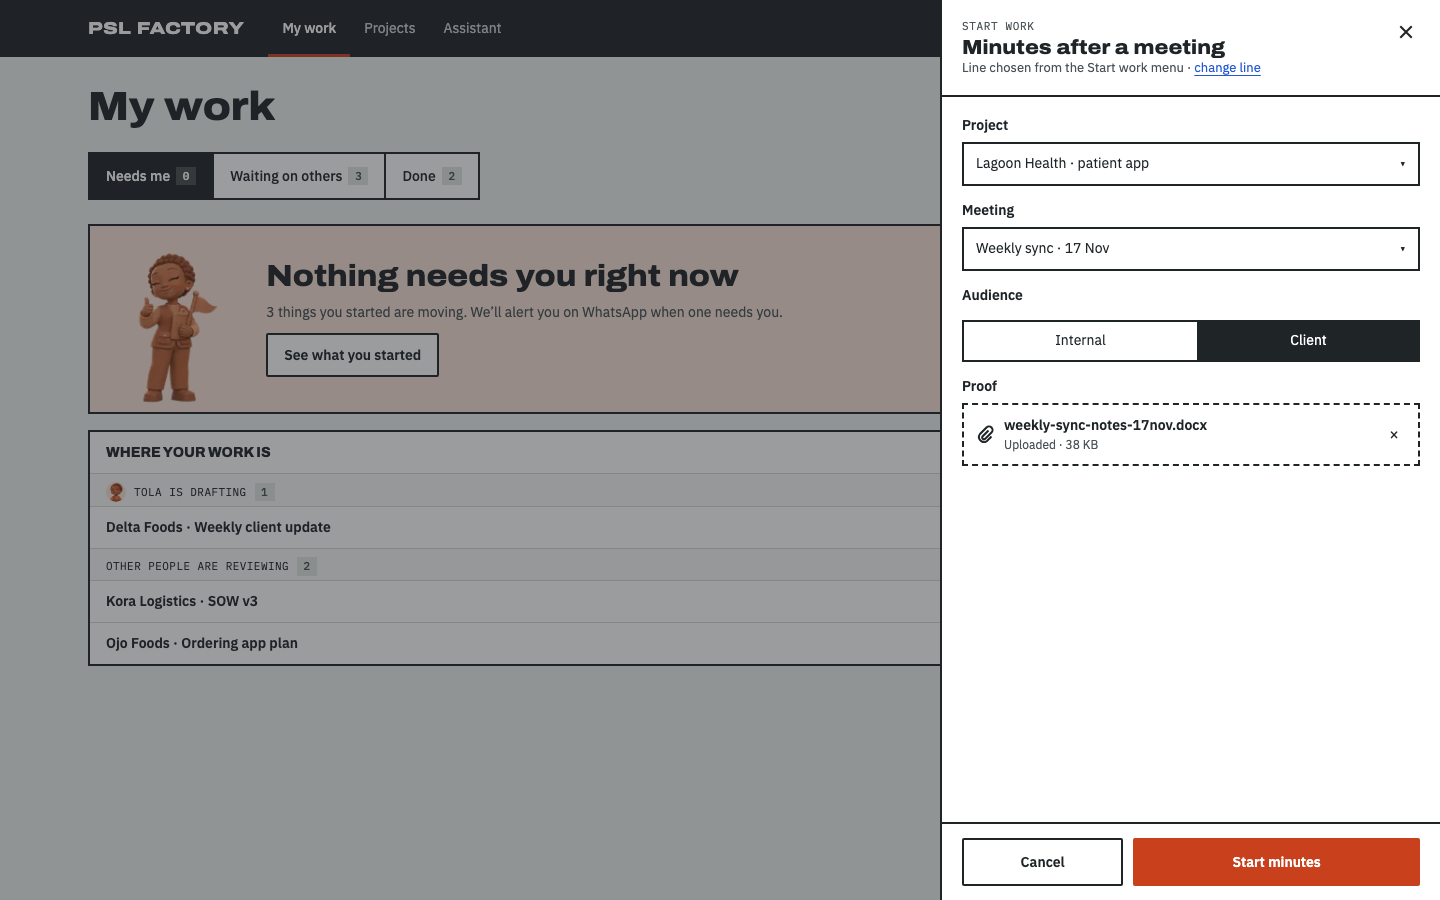 PSL FACTORY
My work
Projects
Assistant
My work
Needs me 0
Waiting on others 3
Done 2
Nothing needs you right now
3 things you started are moving. We’ll alert you on WhatsApp when one needs you.
See what you started
WHERE YOUR WORK IS
TOLA IS DRAFTING 1
Delta Foods · Weekly client update
OTHER PEOPLE ARE REVIEWING 2
Kora Logistics · SOW v3
Ojo Foods · Ordering app plan
START WORK
Minutes after a meeting
Line chosen from the Start work menu · change line
Project
Lagoon Health · patient app
Meeting
Weekly sync · 17 Nov
Audience
Internal
Client
Proof
weekly-sync-notes-17nov.docx
Uploaded · 38 KB
Cancel
Start minutes